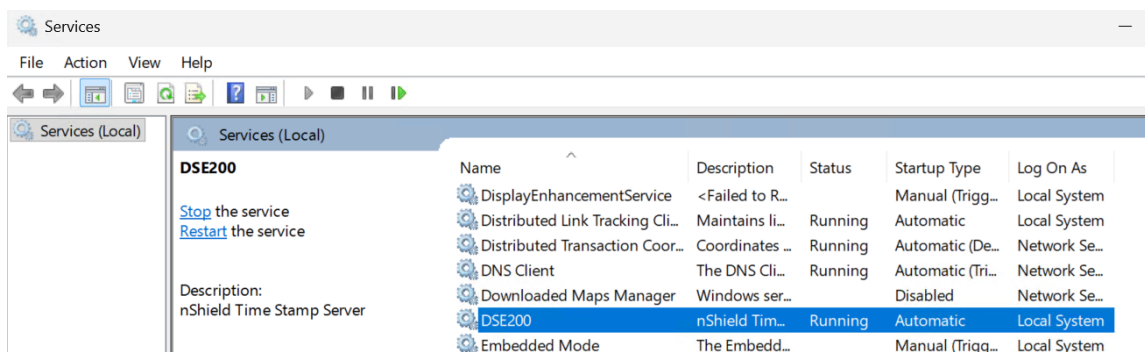 Services
File Action View Help
Services (Local)
Services (Local)
DSE200
Stop the service
Restart the service
Description:
nShield Time Stamp Server
Name Description Status Startup Type Log On As
DisplayEnhancementService <Failed to R... Manual (Trigg... Local System
Distributed Link Tracking Cli... Maintains li... Running Automatic Local System
Distributed Transaction Coor... Coordinates ... Running Automatic (De... Network Se...
DNS Client The DNS Cli... Running Automatic (Tri... Network Se...
Downloaded Maps Manager Windows ser... Disabled Network Se...
DSE200 nShield Tim... Running Automatic Local System
Embedded Mode The Embedd... Manual (Trigg... Local System